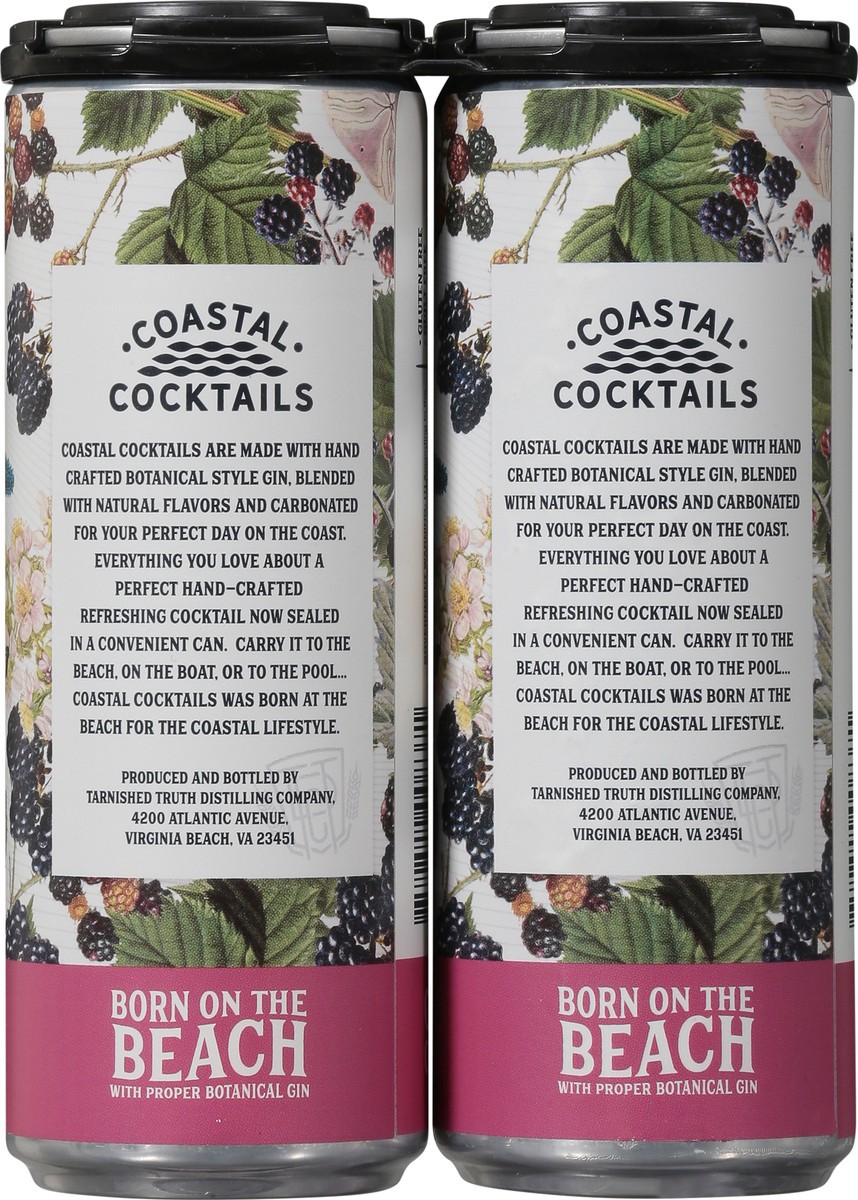 COASTAL
COCKTAILS
COASTAL COCKTAILS ARE MADE WITH HAND
CRAFTED BOTANICAL STYLE GIN, BLENDED
WITH NATURAL FLAVORS AND CARBONATED
FOR YOUR PERFECT DAY ON THE COAST.
EVERYTHING YOU LOVE ABOUT A
PERFECT HAND-CRAFTED
REFRESHING COCKTAIL NOW SEALED
IN A CONVENIENT CAN. CARRY IT TO THE
BEACH, ON THE BOAT, OR TO THE POOL...
COASTAL COCKTAILS WAS BORN AT THE
BEACH FOR THE COASTAL LIFESTYLE.
PRODUCED AND BOTTLED BY
TARNISHED TRUTH DISTILLING COMPANY,
4200 ATLANTIC AVENUE,
VIRGINIA BEACH, VA 23451
BORN ON THE
BEACH
WITH PROPER BOTANICAL GIN
• GLUTEN FREE
COASTAL
COCKTAILS
COASTAL COCKTAILS ARE MADE WITH HAND
CRAFTED BOTANICAL STYLE GIN, BLENDED
WITH NATURAL FLAVORS AND CARBONATED
FOR YOUR PERFECT DAY ON THE COAST.
EVERYTHING YOU LOVE ABOUT A
PERFECT HAND-CRAFTED
REFRESHING COCKTAIL NOW SEALED
IN A CONVENIENT CAN. CARRY IT TO THE
BEACH, ON THE BOAT, OR TO THE POOL...
COASTAL COCKTAILS WAS BORN AT THE
BEACH FOR THE COASTAL LIFESTYLE.
PRODUCED AND BOTTLED BY
TARNISHED TRUTH DISTILLING COMPANY,
4200 ATLANTIC AVENUE,
VIRGINIA BEACH, VA 23451
BORN ON THE
BEACH
WITH PROPER BOTANICAL GIN
• GLUTEN FREE